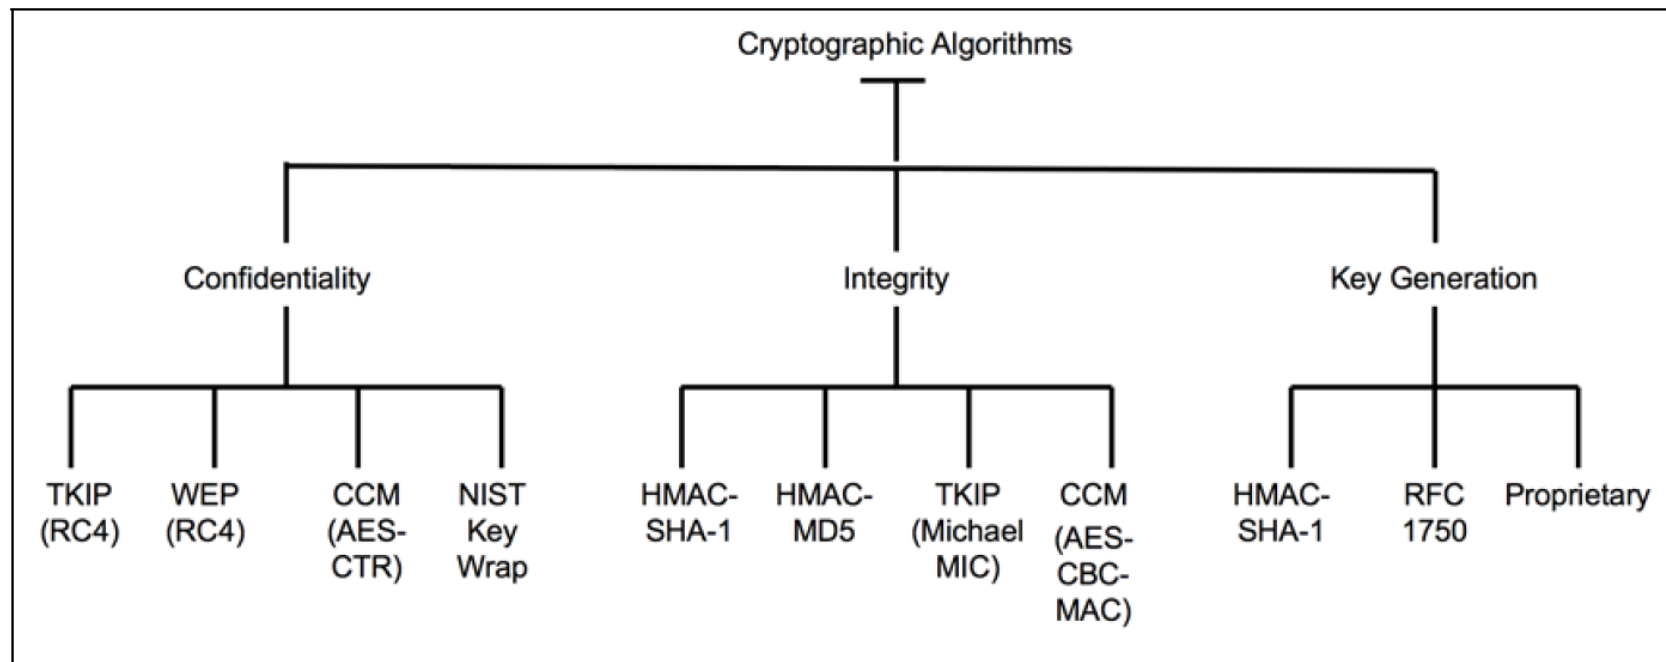 Cryptographic Algorithms
Confidentiality
Integrity
Key Generation
TKIP
(RC4)
WEP
(RC4)
CCM
(AES-
CTR)
NIST
Key
Wrap
HMAC-
SHA-1
HMAC-
MD5
TKIP
(Michael
MIC)
CCM
(AES-
CBC-
MAC)
HMAC-
SHA-1
RFC
1750
Proprietary